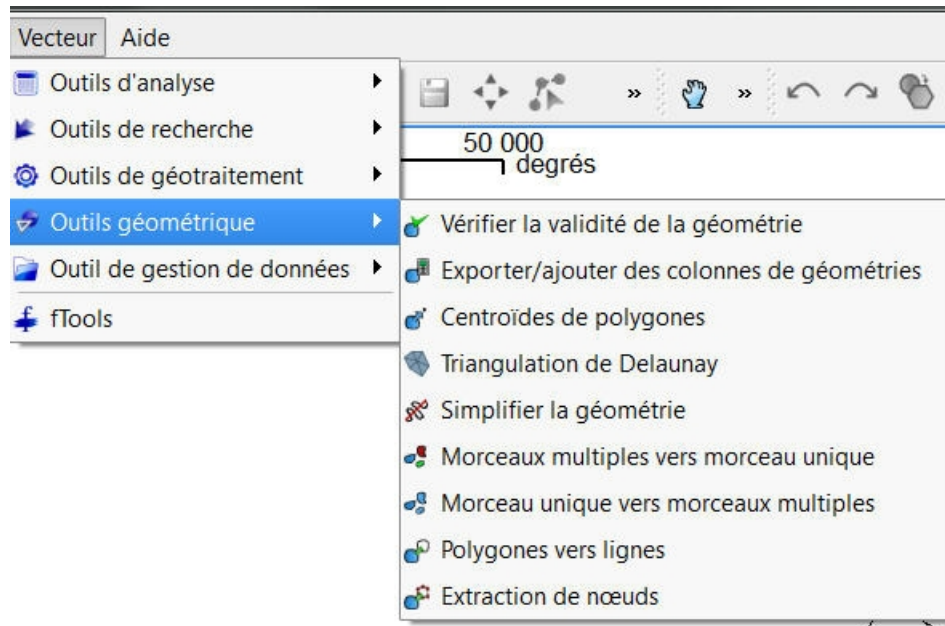 Vecteur Aide
Outils d'analyse
Outils de recherche
Outils de géotraitement
Outils géométrique
Outil de gestion de données
fTools
» »
50 000
degrés
Vérifier la validité de la géométrie
Exporter/ajouter des colonnes de géométries
Centroïdes de polygones
Triangulation de Delaunay
Simplifier la géométrie
Morceaux multiples vers morceau unique
Morceau unique vers morceaux multiples
Polygones vers lignes
Extraction de nœuds